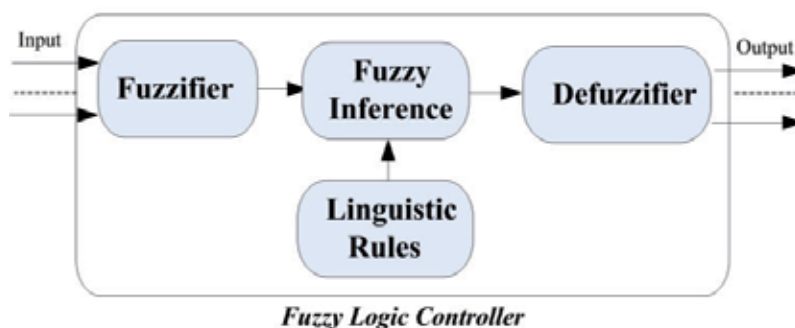 Input
Fuzzifier
Fuzzy
Inference
Defuzzifier
Output
Linguistic
Rules
Fuzzy Logic Controller